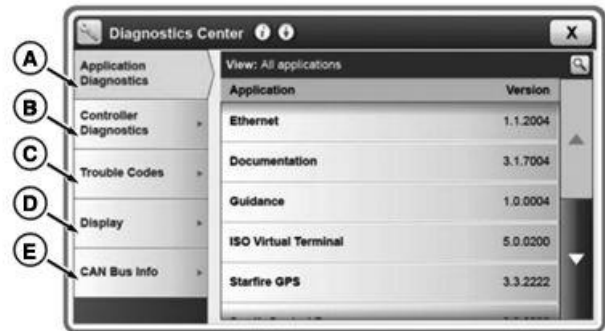 Diagnostics Center
X
A
Application
Diagnostics
B
Controller
Diagnostics
C
Trouble Codes
D
Display
E
CAN Bus Info
View: All applications
Application Version
Ethernet 1.1.2004
Documentation 3.1.7004
Guidance 1.0.0004
ISO Virtual Terminal 5.0.0200
Starfire GPS 3.3.2222